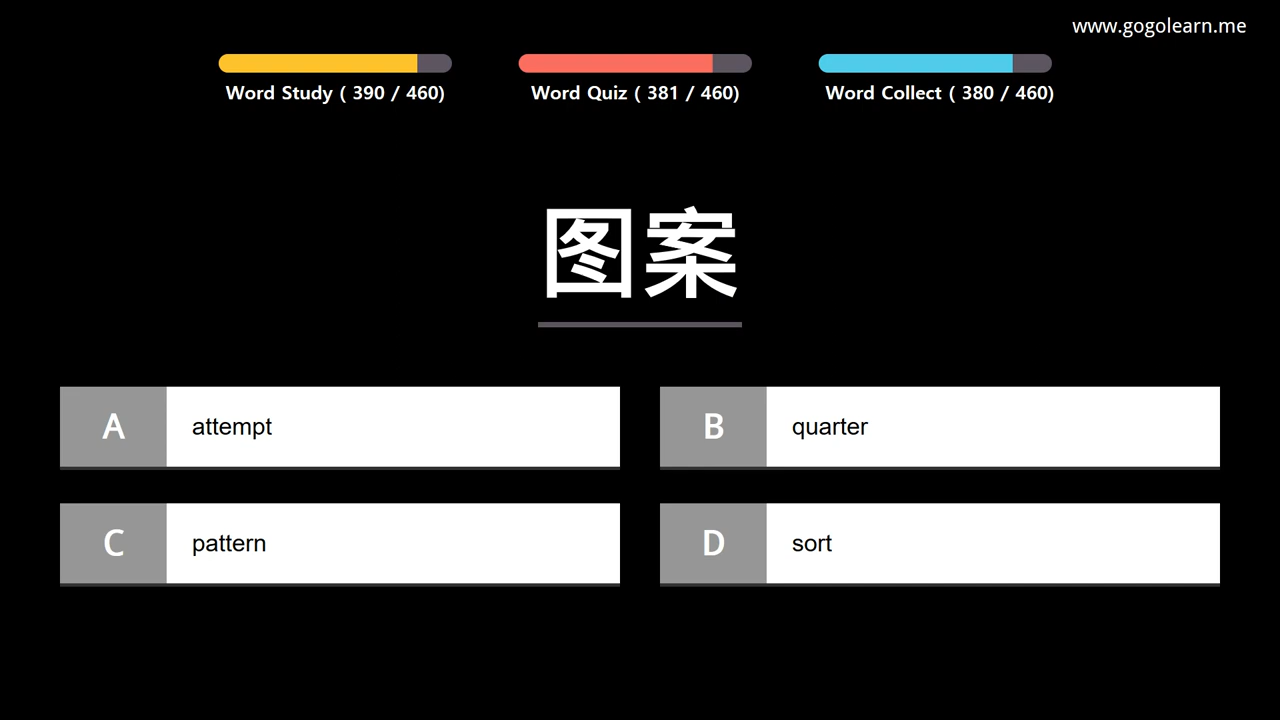 www.gogolearn.me
Word Study ( 390 / 460)
Word Quiz ( 381 / 460)
Word Collect ( 380 / 460)
图案
A attempt
B quarter
C pattern
D sort